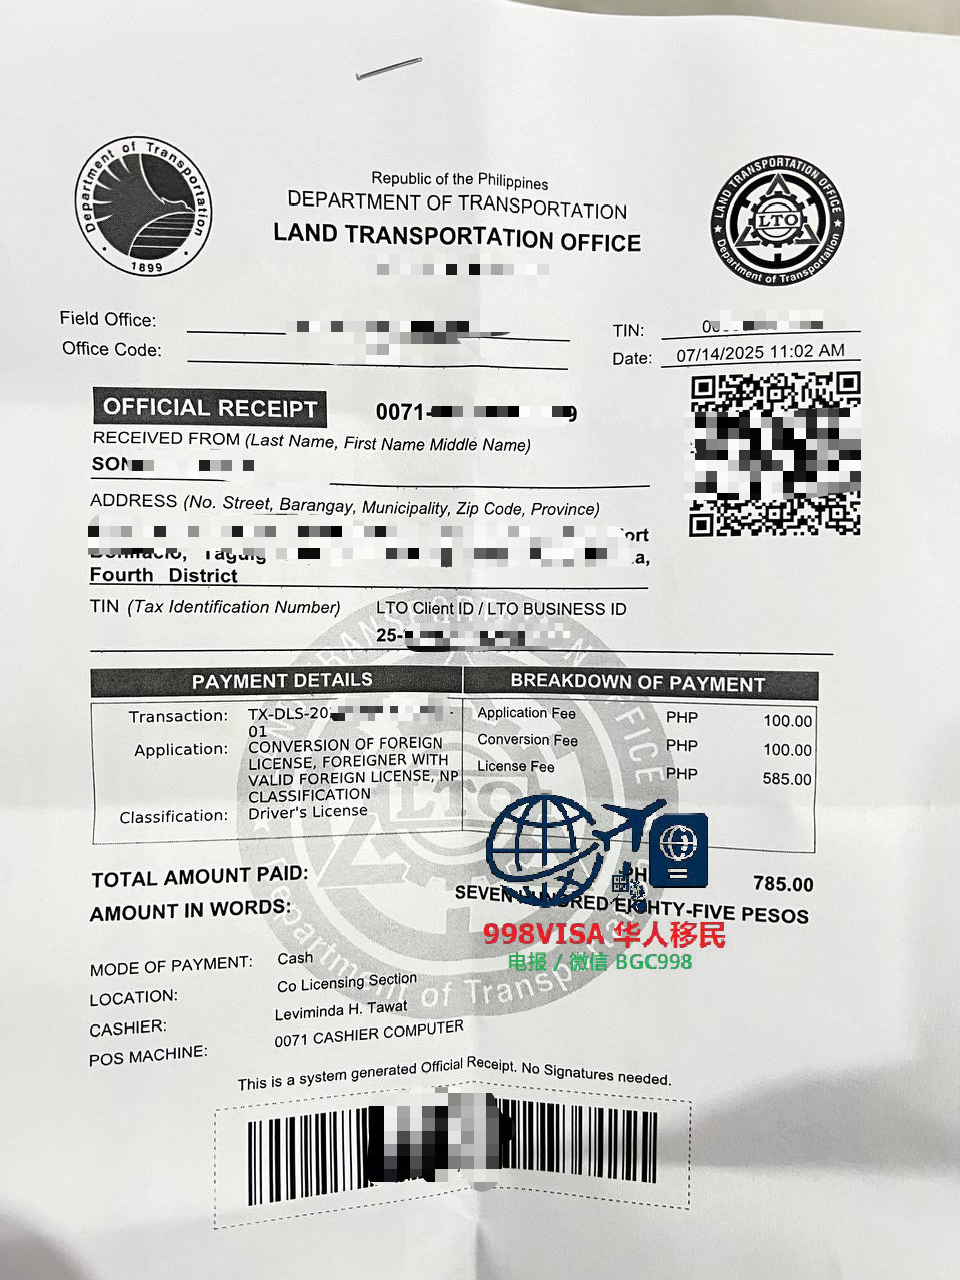 Department of Transportation
1899
Republic of the Philippines
DEPARTMENT OF TRANSPORTATION
LAND TRANSPORTATION OFFICE
LAND TRANSPORTATION OFFICE
LTO
Department of Transportation
Field Office:
Office Code:
TIN:
Date: 07/14/2025 11:02 AM
OFFICIAL RECEIPT 0071-
RECEIVED FROM (Last Name, First Name Middle Name)
ADDRESS (No. Street, Barangay, Municipality, Zip Code, Province)
Fourth District
TIN (Tax Identification Number) LTO Client ID / LTO BUSINESS ID
25-
PAYMENT DETAILS BREAKDOWN OF PAYMENT
Transaction: TX-DLS-20
01
Application: CONVERSION OF FOREIGN
LICENSE, FOREIGNER WITH
VALID FOREIGN LICENSE, NP
CLASSIFICATION
Classification: Driver's License
Application Fee PHP 100.00
Conversion Fee PHP 100.00
License Fee PHP 585.00
TOTAL AMOUNT PAID: 785.00
AMOUNT IN WORDS: EIGHTY-FIVE PESOS
998VISA 华人移民
电报 / 微信 BGC998
MODE OF PAYMENT: Cash
LOCATION: Co Licensing Section
CASHIER: Leviminda H. Tawat
POS MACHINE: 0071 CASHIER COMPUTER
This is a system generated Official Receipt. No Signatures needed.